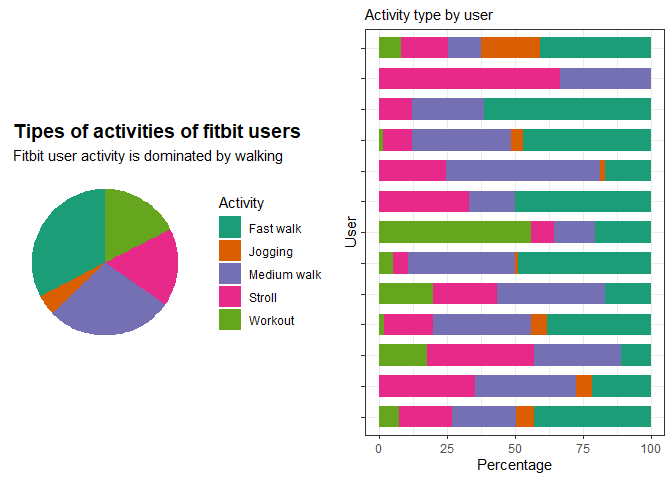 Tipes of activities of fitbit users
Fitbit user activity is dominated by walking
Activity
Fast walk
Jogging
Medium walk
Stroll
Workout
Activity type by user
User
0
25
50
75
100
Percentage